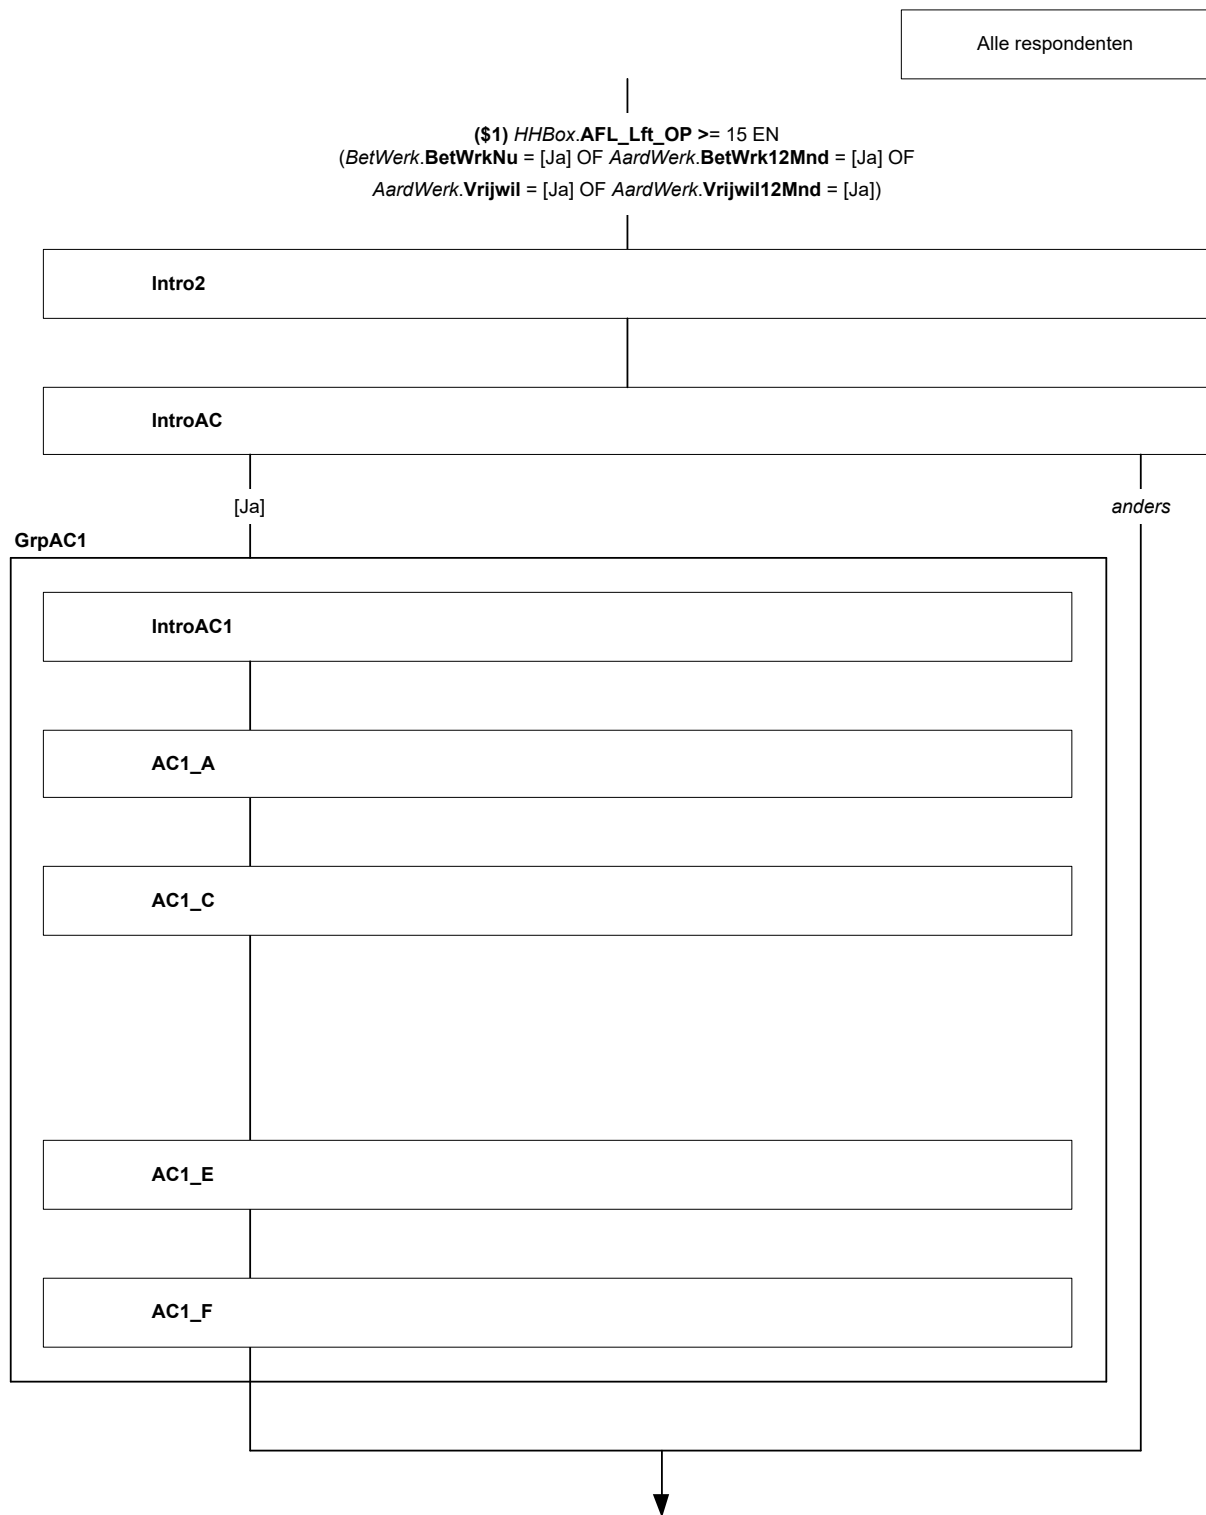 Alle respondenten
($1) HHBox.AFL_Lft_OP >= 15 EN
(BetWerk.BetWrkNu = [Ja] OF AardWerk.BetWrk12Mnd = [Ja] OF
AardWerk.Vrijwil = [Ja] OF AardWerk.Vrijwil12Mnd = [Ja])
Intro2
IntroAC
[Ja]
anders
GrpAC1
IntroAC1
AC1_A
AC1_C
AC1_E
AC1_F